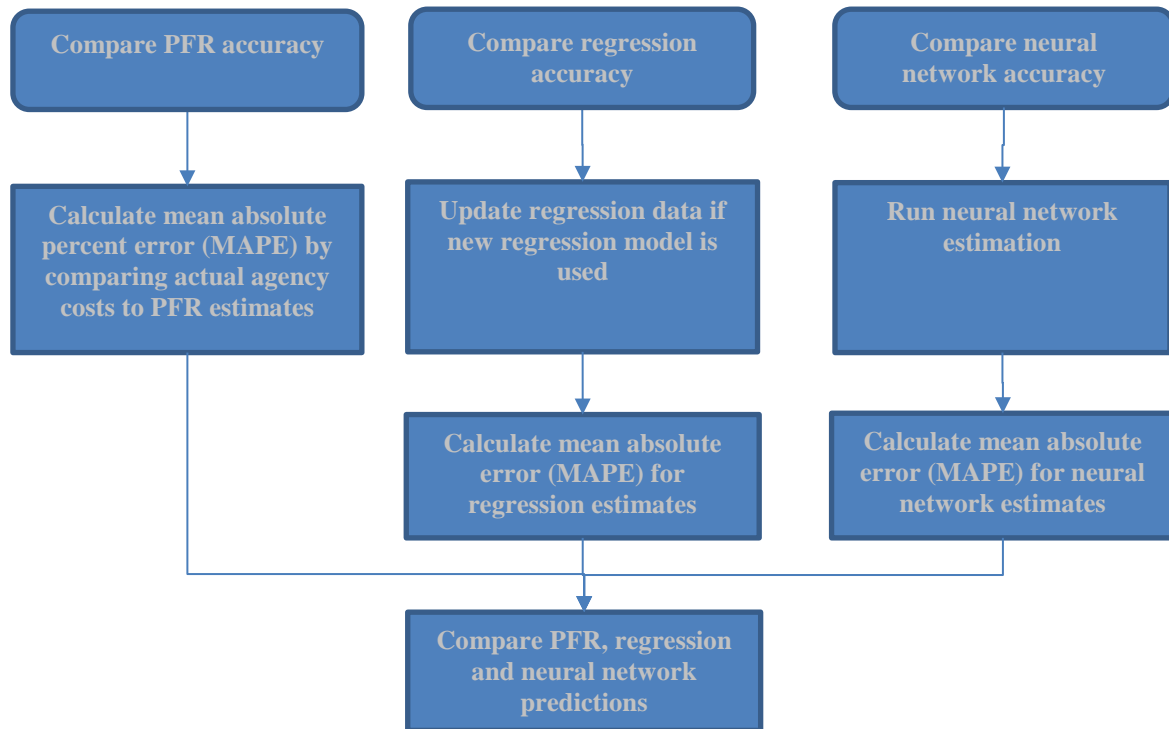 Compare PFR accuracy
Compare regression
accuracy
Compare neural
network accuracy
Calculate mean absolute
percent error (MAPE) by
comparing actual agency
costs to PFR estimates
Update regression data if
new regression model is
used
Run neural network
estimation
Calculate mean absolute
error (MAPE) for
regression estimates
Calculate mean absolute
error (MAPE) for neural
network estimates
Compare PFR, regression
and neural network
predictions